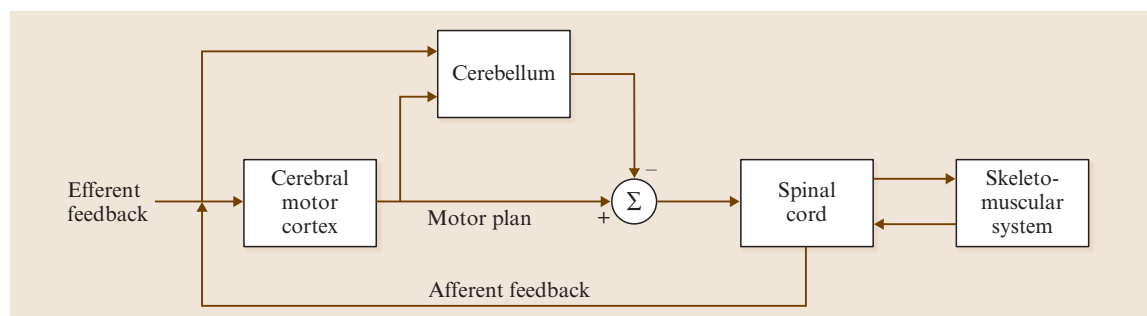 Cerebellum
Efferent
feedback
Cerebral
motor
cortex
Motor plan
−
+
Σ
Spinal
cord
Skeleto-
muscular
system
Afferent feedback